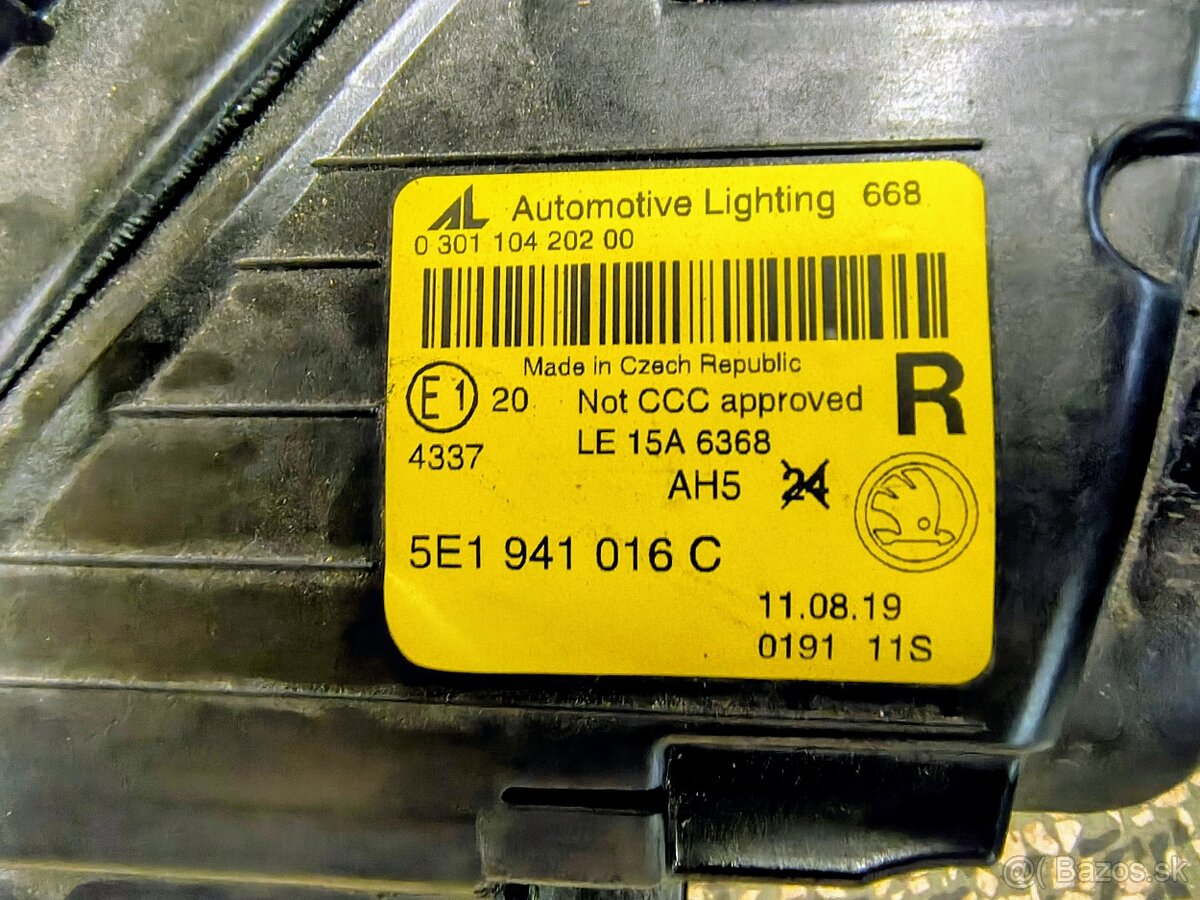 AL Automotive Lighting 668
0 301 104 202 00
Made in Czech Republic
E1 20 Not CCC approved R
4337 LE 15A 6368
AH5 24
5E1 941 016 C
11.08.19
0191 11S
@( Bazos.sk